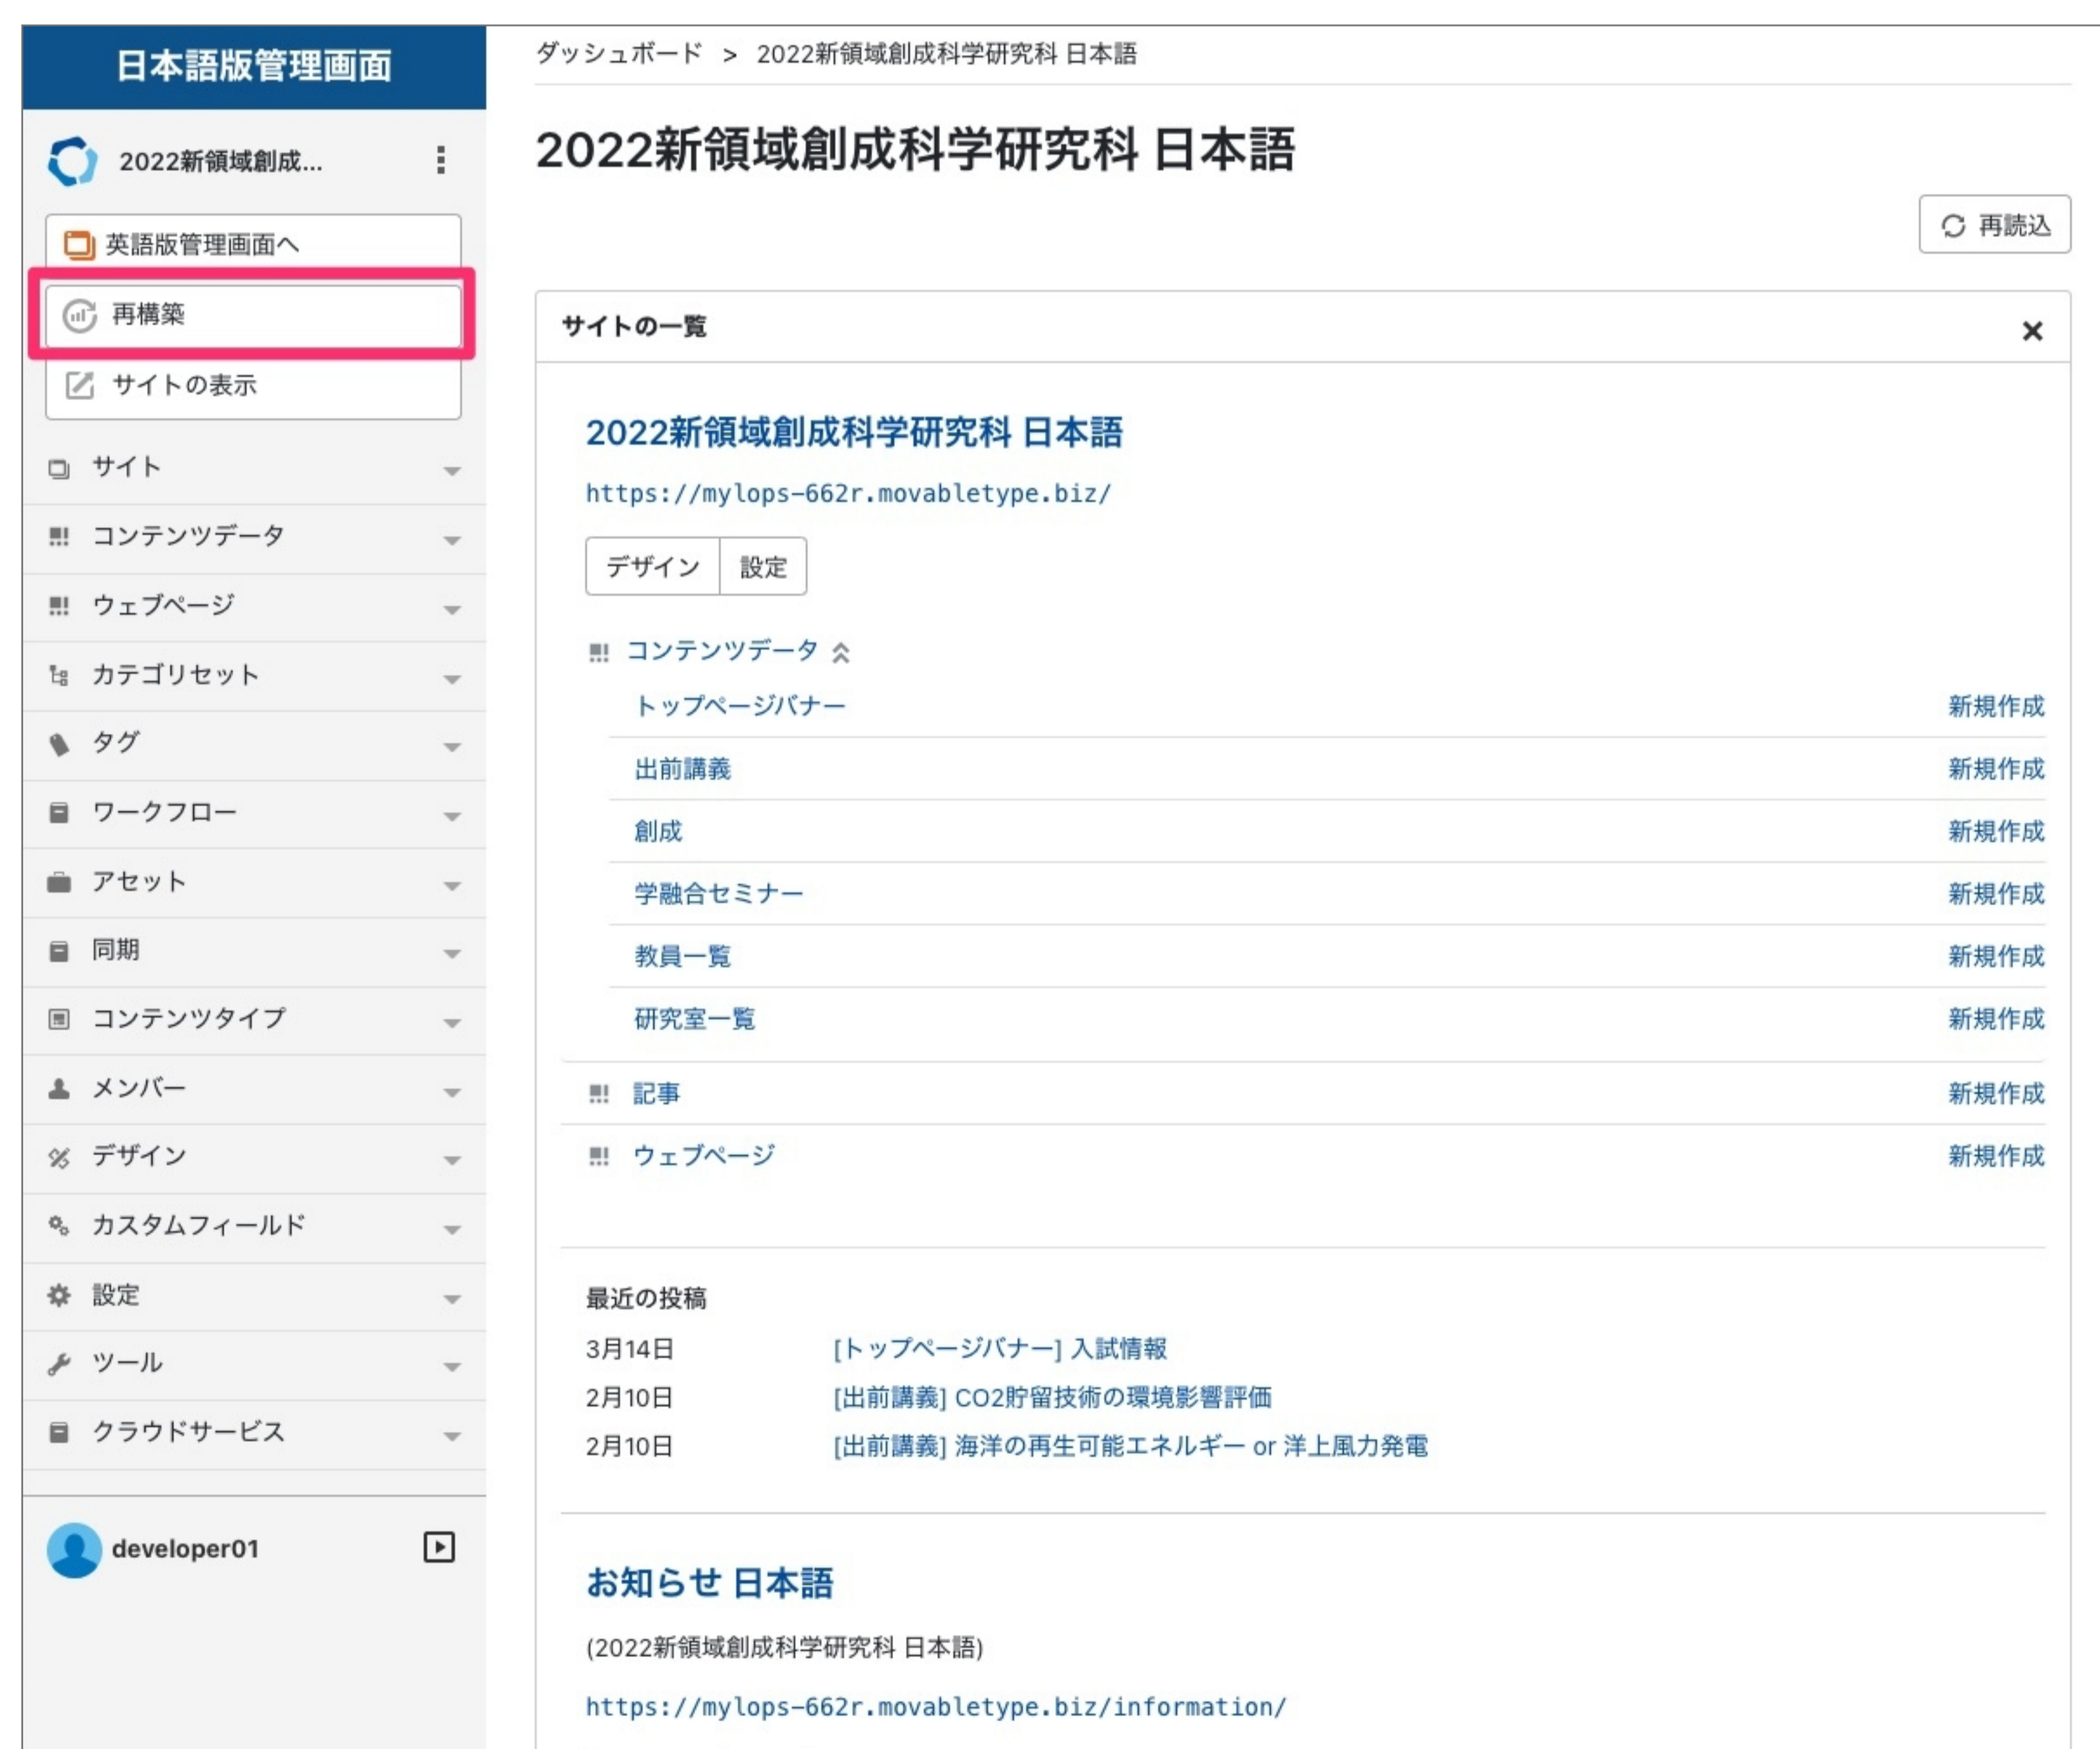 日本語版管理画面
2022新領域創成...
英語版管理画面へ
再構築
サイトの表示
サイト
コンテンツデータ
ウェブページ
カテゴリセット
タグ
ワークフロー
アセット
同期
コンテンツタイプ
メンバー
デザイン
カスタムフィールド
設定
ツール
クラウドサービス
developer01
ダッシュボード > 2022新領域創成科学研究科 日本語
2022新領域創成科学研究科 日本語
再読込
サイトの一覧
2022新領域創成科学研究科 日本語
https://mylops-662r.movabletype.biz/
デザイン 設定
コンテンツデータ
トップページバナー 新規作成
出前講義 新規作成
創成 新規作成
学融合セミナー 新規作成
教員一覧 新規作成
研究室一覧 新規作成
記事 新規作成
ウェブページ 新規作成
最近の投稿
3月14日 [トップページバナー] 入試情報
2月10日 [出前講義] CO2貯留技術の環境影響評価
2月10日 [出前講義] 海洋の再生可能エネルギー or 洋上風力発電
お知らせ 日本語
(2022新領域創成科学研究科 日本語)
https://mylops-662r.movabletype.biz/information/